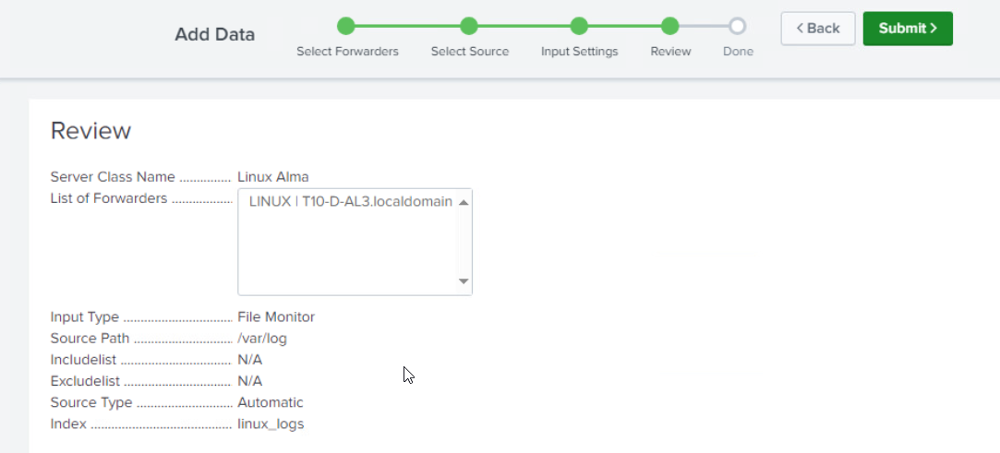 Add Data
Select Forwarders
Select Source
Input Settings
Review
Done
< Back
Submit >
Review
Server Class Name ............... Linux Alma
List of Forwarders .................
LINUX | T10-D-AL3.localdomain
Input Type ............................... File Monitor
Source Path ............................ /var/log
Includelist ................................ N/A
Excludelist ............................... N/A
Source Type ........................... Automatic
Index ........................................ linux_logs